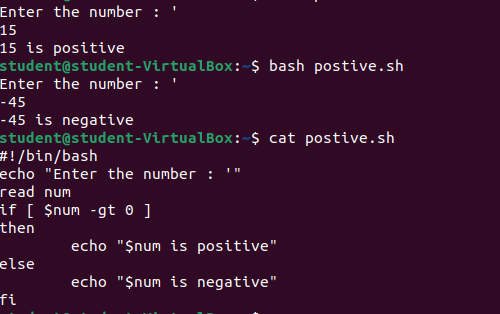 Enter the number : '
15
15 is positive
student@student-VirtualBox:~$ bash postive.sh
Enter the number : '
-45
-45 is negative
student@student-VirtualBox:~$ cat postive.sh
#!/bin/bash
echo "Enter the number : '"
read num
if [ $num -gt 0 ]
then
        echo "$num is positive"
else
        echo "$num is negative"
fi